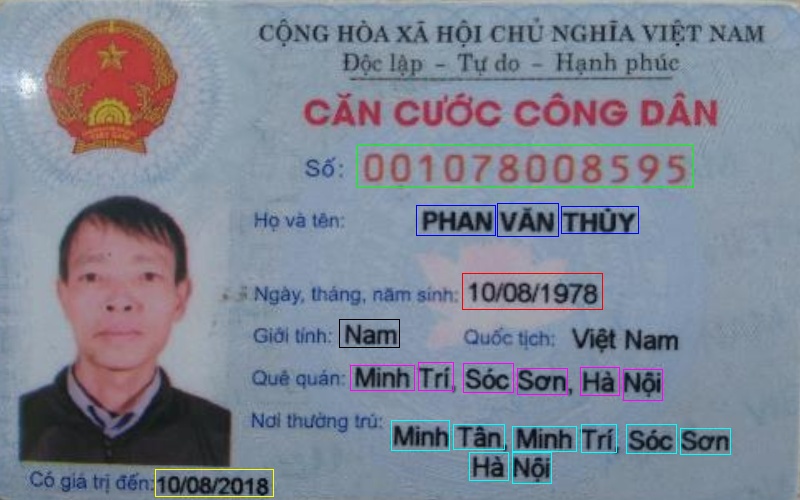 CỘNG HÒA XÃ HỘI CHỦ NGHĨA VIỆT NAM
Độc lập - Tự do - Hạnh phúc
CĂN CƯỚC CÔNG DÂN
Số: 001078008595
Họ và tên: PHAN VĂN THỦY
Ngày, tháng, năm sinh: 10/08/1978
Giới tính: Nam Quốc tịch: Việt Nam
Quê quán: Minh Trí, Sóc Sơn, Hà Nội
Nơi thường trú: Minh Tân, Minh Trí, Sóc Sơn
Hà Nội
Có giá trị đến: 10/08/2018